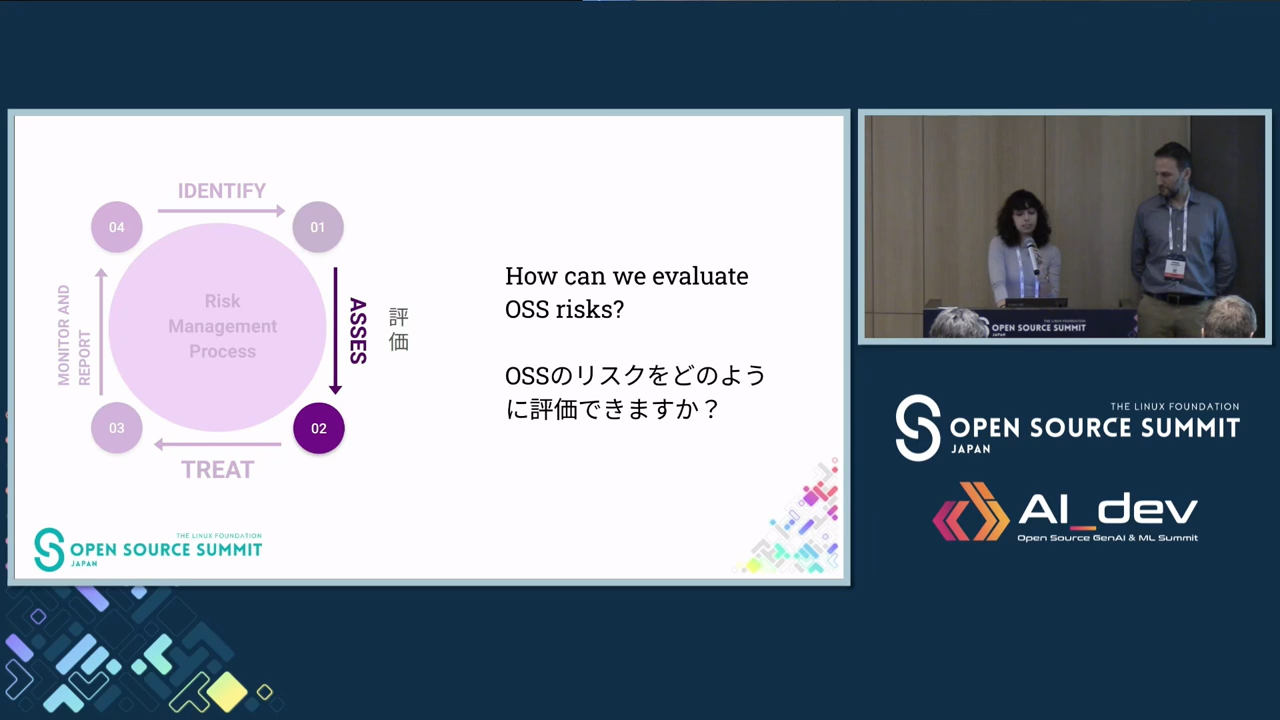 IDENTIFY
04
01
Risk
Management
Process
MONITOR AND
REPORT
ASSES
評価
03
02
TREAT
How can we evaluate
OSS risks?
OSSのリスクをどのよう
に評価できますか？
THE LINUX FOUNDATION
OPEN SOURCE SUMMIT
JAPAN
OPEN SOURCE SUMMIT
JAPAN
THE LINUX FOUNDATION
OPEN SOURCE SUMMIT
JAPAN
AI_dev
Open Source GenAI & ML Summit